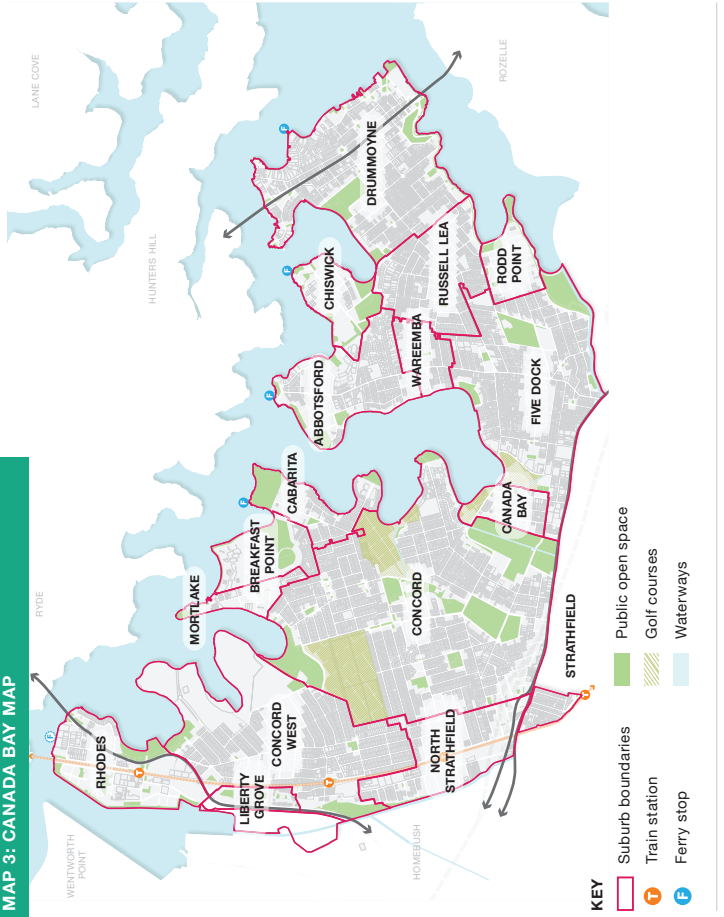 MAP 3: CANADA BAY MAP
LANE COVE
ROZELLE
HUNTERS HILL
RYDE
WENTWORTH
POINT
HOMEBUSH
DRUMMOYNE
CHISWICK
RUSSELL LEA
RODD
POINT
WAREEMBA
ABBOTSFORD
FIVE DOCK
CABARITA
CANADA
BAY
BREAKFAST
POINT
MORTLAKE
CONCORD
STRATHFIELD
CONCORD
WEST
NORTH
STRATHFIELD
RHODES
LIBERTY
GROVE
F
F
F
F
F
T
T
T
KEY
Suburb boundaries
T Train station
F Ferry stop
Public open space
Golf courses
Waterways